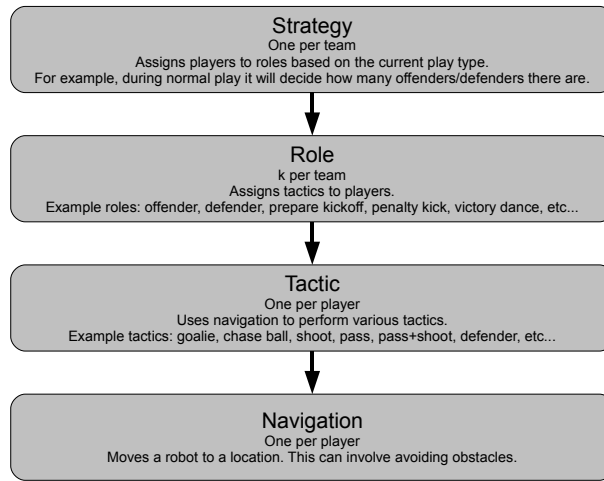 Strategy
One per team
Assigns players to roles based on the current play type.
For example, during normal play it will decide how many offenders/defenders there are.
Role
k per team
Assigns tactics to players.
Example roles: offender, defender, prepare kickoff, penalty kick, victory dance, etc...
Tactic
One per player
Uses navigation to perform various tactics.
Example tactics: goalie, chase ball, shoot, pass, pass+shoot, defender, etc...
Navigation
One per player
Moves a robot to a location. This can involve avoiding obstacles.